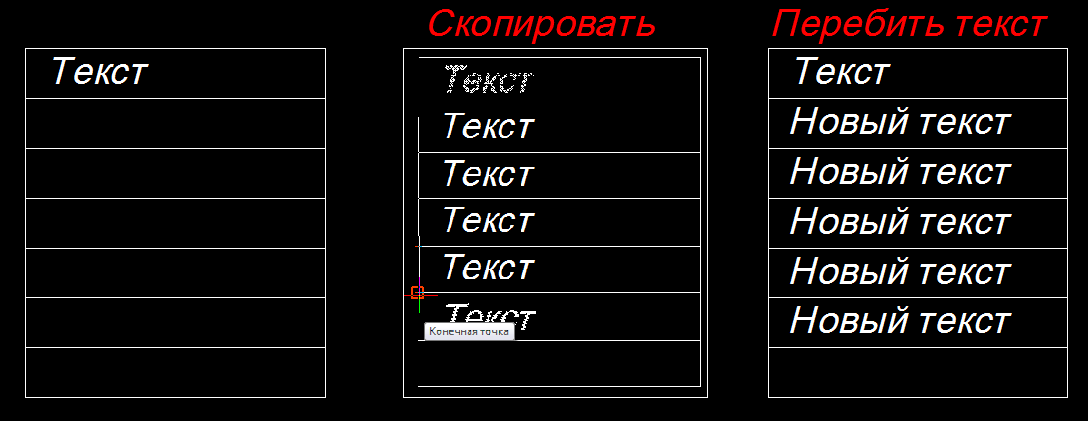 Скопировать
Перебить текст
Текст
Текст
Текст
Текст
Текст
Текст
Текст
Конечная точка
Текст
Новый текст
Новый текст
Новый текст
Новый текст
Новый текст